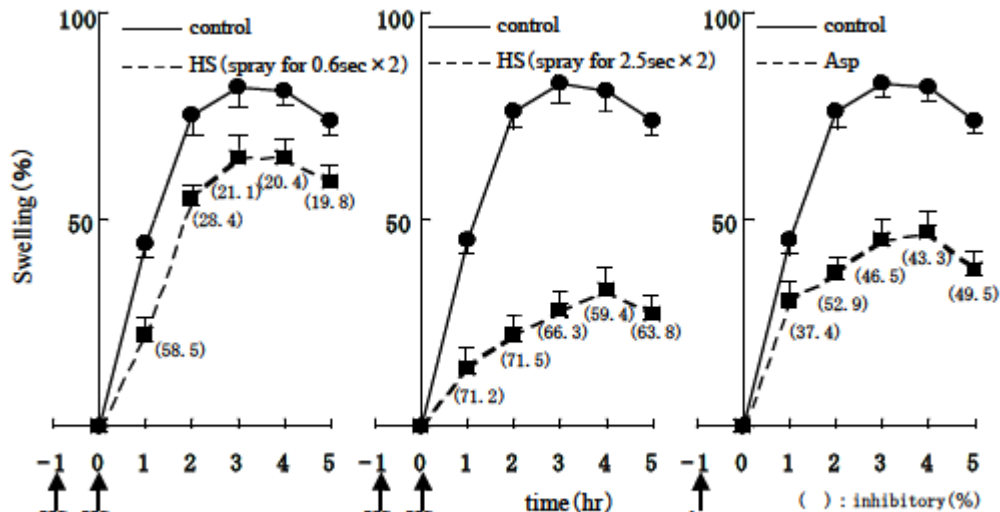 100
control
HS(spray for 0.6sec×2)
50
Swelling(%)
(58.5)
(28.4)
(21.1)
(20.4)
(19.8)
-1 0 1 2 3 4 5
100
control
HS(spray for 2.5sec×2)
50
(71.2)
(71.5)
(66.3)
(59.4)
(63.8)
-1 0 1 2 3 4 5
time(hr)
100
control
Asp
50
(37.4)
(52.9)
(46.5)
(43.3)
(49.5)
-1 0 1 2 3 4 5
( ) : inhibitory(%)